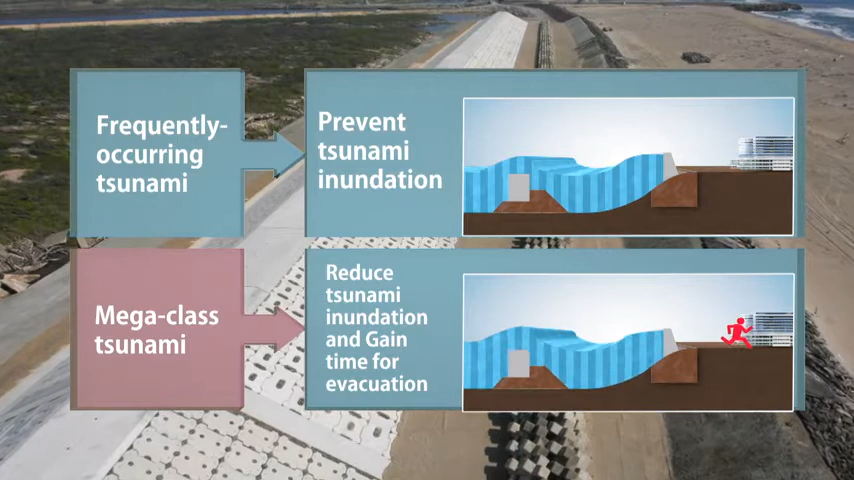 Frequently-
occurring
tsunami
Prevent
tsunami
inundation
Mega-class
tsunami
Reduce
tsunami
inundation
and Gain
time for
evacuation